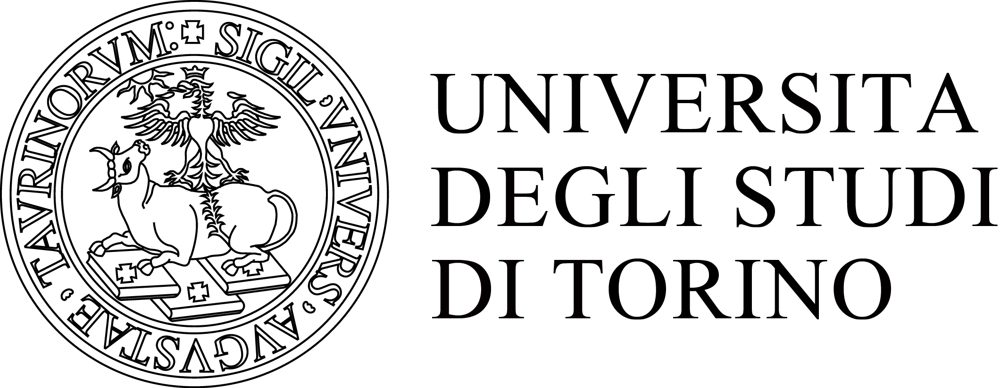 :✠ SIGIL · VNIVERS · AVGVSTAE · TAVRINORVM
UNIVERSITA
DEGLI STUDI
DI TORINO